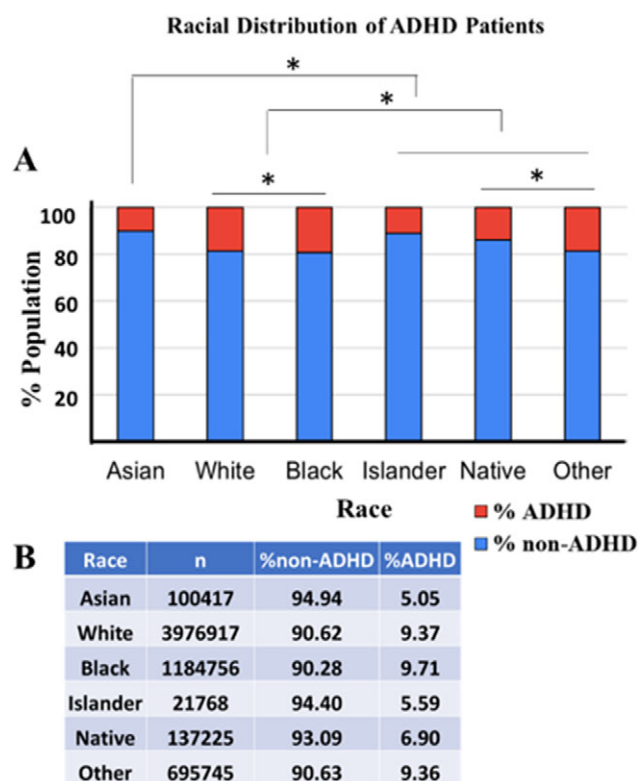 Racial Distribution of ADHD Patients
*
*
A
* *
100
80
60
40
20
% Population
Asian White Black Islander Native Other
Race
% ADHD
% non-ADHD
B
Race n %non-ADHD %ADHD
Asian 100417 94.94 5.05
White 3976917 90.62 9.37
Black 1184756 90.28 9.71
Islander 21768 94.40 5.59
Native 137225 93.09 6.90
Other 695745 90.63 9.36